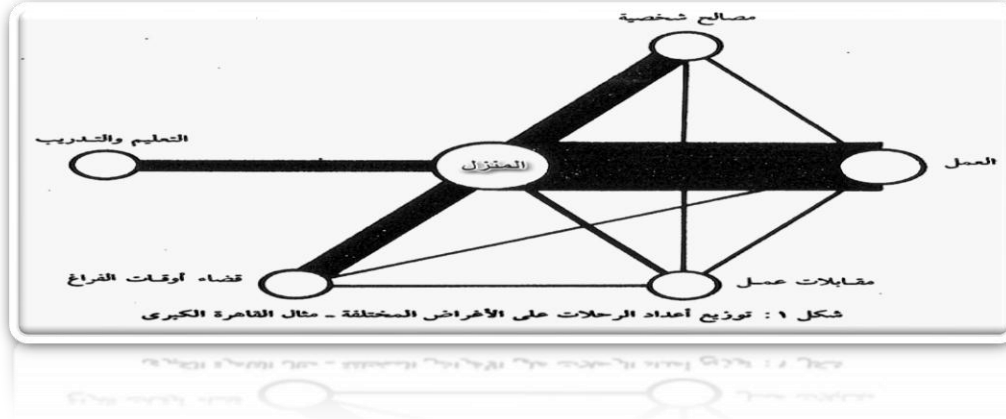 مصالح شخصية
التعليم والتدريب
المنزل
العمل
قضاء أوقات الفراغ
مقابلات عمل
شكل ١ : توزيع أعداد الرحلات على الأغراض المختلفة ـ مثال القاهرة الكبرى